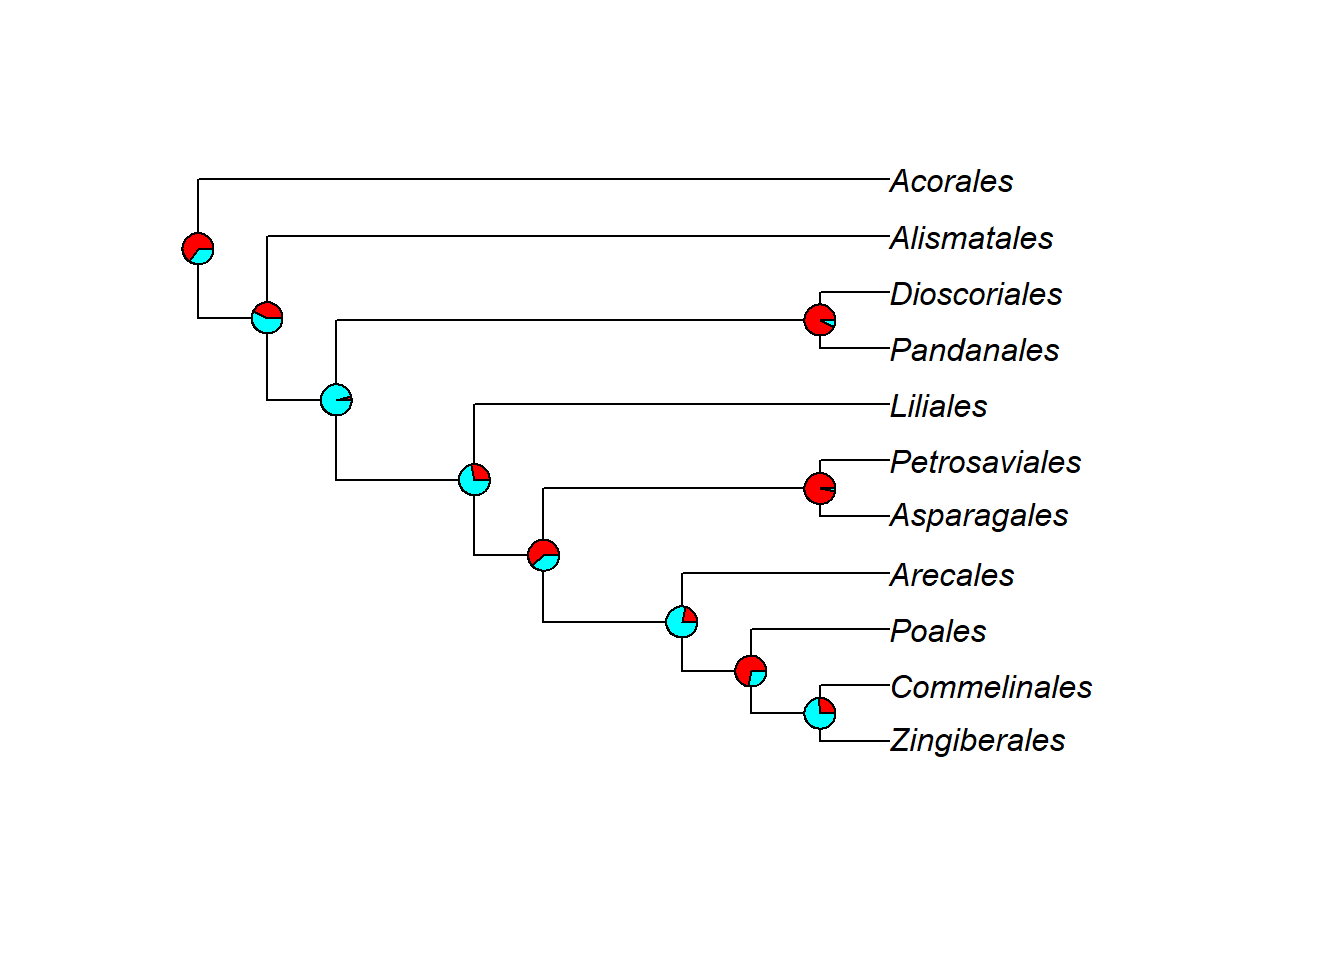 Acorales
Alismatales
Dioscoriales
Pandanales
Liliales
Petrosaviales
Asparagales
Arecales
Poales
Commelinales
Zingiberales